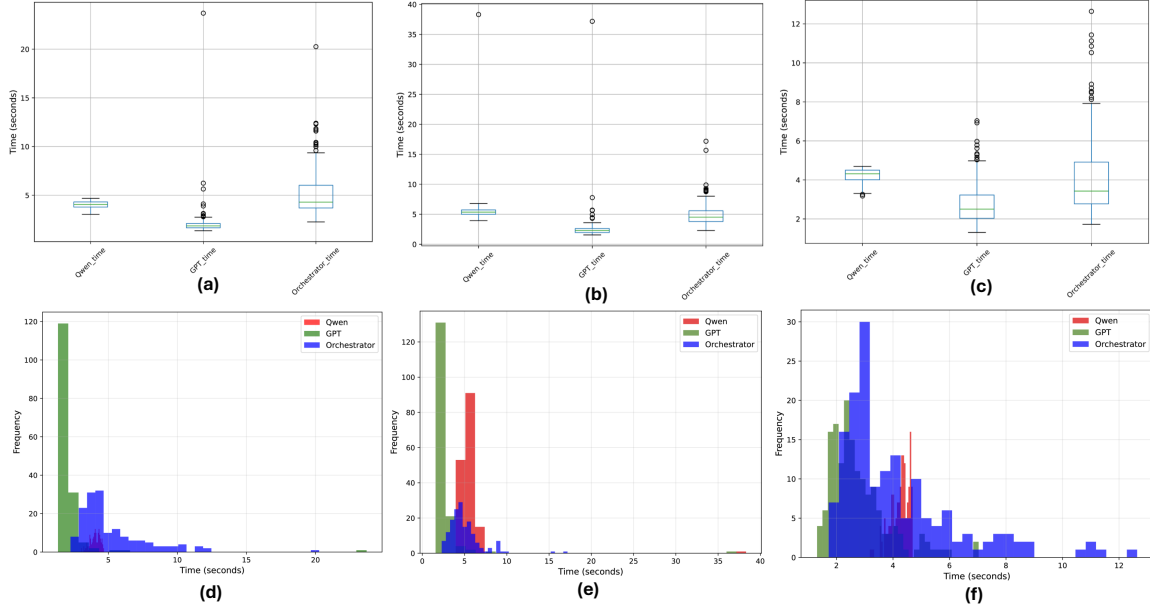 Time (seconds)
20
15
10
5
Qwen_time
GPT_time
Orchestrator_time
(a)
Time (seconds)
40
35
30
25
20
15
10
5
0
Qwen_time
GPT_time
Orchestrator_time
(b)
Time (seconds)
12
10
8
6
4
2
Qwen_time
GPT_time
Orchestrator_time
(c)
Frequency
120
100
80
60
40
20
0
Qwen
GPT
Orchestrator
5
10
15
20
Time (seconds)
(d)
Frequency
120
100
80
60
40
20
0
Qwen
GPT
Orchestrator
0
5
10
15
20
25
30
35
40
Time (seconds)
(e)
Frequency
30
25
20
15
10
5
0
Qwen
GPT
Orchestrator
2
4
6
8
10
12
Time (seconds)
(f)